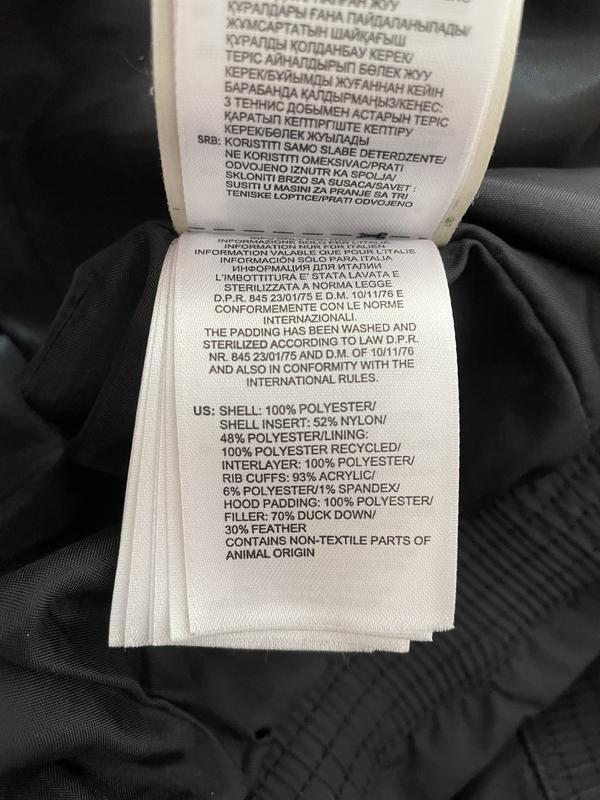 ҚҰРАЛДАРЫ ҒАНА ПАЙДАЛАНЫЛАДЫ/
ЖҰМСАРТАТЫН ШАЙҚАҒЫШ
ҚҰРАЛДЫ ҚОЛДАНБАУ КЕРЕК/
ТЕРІС АЙНАЛДЫРЫП БӨЛЕК ЖУУ
КЕРЕК/БҰЙЫМДЫ ЖУҒАННАН КЕЙІН
БАРАБАНДА ҚАЛДЫРМАҢЫЗ/КЕҢЕС:
3 ТЕННИС ДОБЫМЕН АСТАРЫН ТЕРІС
ҚАРАТЫП КЕПТІРГІШТЕ КЕПТІРУ
КЕРЕК/БӨЛЕК ЖУЫЛАДЫ
SRB: KORISTITI SAMO SLABE DETERDZENTE/
NE KORISTITI OMEKSIVAC/PRATI
ODVOJENO IZNUTR KA SPOLJA/
SKLONITI BRZO SA SUSACA/SAVET :
SUSITI U MASINI ZA PRANJE SA TRI
TENISKE LOPTICE/PRATI ODVOJENO
INFORMAZIONE SOLO PER L'ITALIA
INFORMATION NUR FÜR ITALIEN
INFORMATION VALABLE QUE POUR L'ITALIE
INFORMACIÓN SÓLO PARA ITALIA
ИНФОРМАЦИЯ ДЛЯ ИТАЛИИ
L'IMBOTTITURA E' STATA LAVATA E
STERILIZZATA A NORMA LEGGE
D.P.R. 845 23/01/75 E D.M. 10/11/76 E
CONFORMEMENTE CON LE NORME
INTERNAZIONALI.
THE PADDING HAS BEEN WASHED AND
STERILIZED ACCORDING TO LAW D.P.R.
NR. 845 23/01/75 AND D.M. OF 10/11/76
AND ALSO IN CONFORMITY WITH THE
INTERNATIONAL RULES.
US: SHELL: 100% POLYESTER/
SHELL INSERT: 52% NYLON/
48% POLYESTER/LINING:
100% POLYESTER RECYCLED/
INTERLAYER: 100% POLYESTER/
RIB CUFFS: 93% ACRYLIC/
6% POLYESTER/1% SPANDEX/
HOOD PADDING: 100% POLYESTER/
FILLER: 70% DUCK DOWN/
30% FEATHER
CONTAINS NON-TEXTILE PARTS OF
ANIMAL ORIGIN